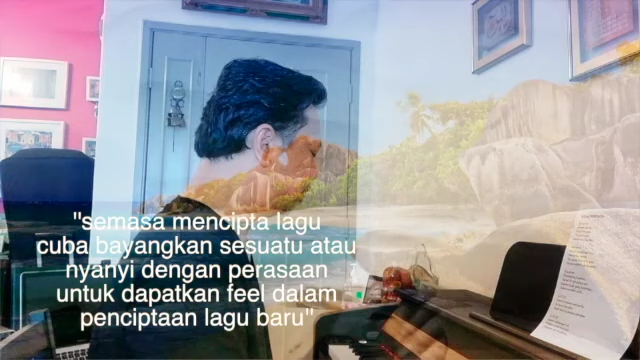 "semasa mencipta lagu
cuba bayangkan sesuatu atau
nyanyi dengan perasaan
untuk dapatkan feel dalam
penciptaan lagu baru"